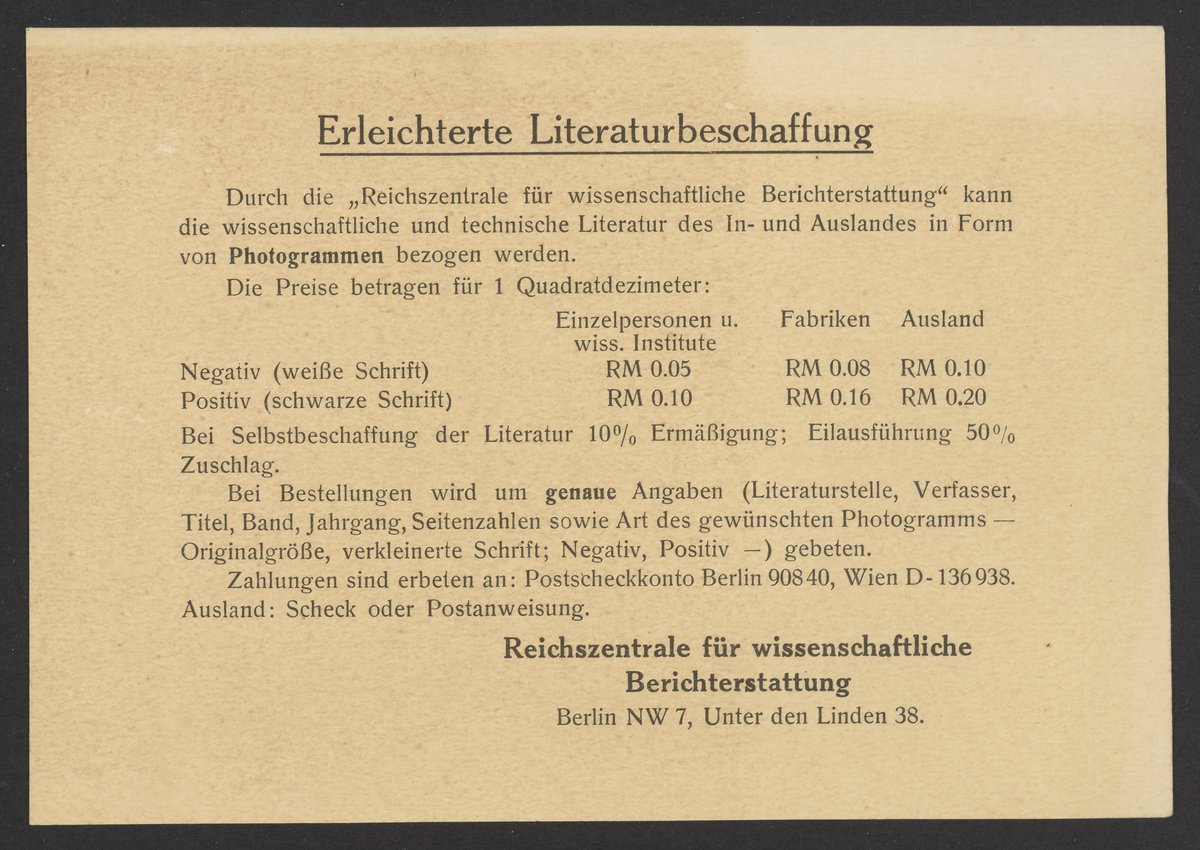 Erleichterte Literaturbeschaffung
Durch die „Reichszentrale für wissenschaftliche Berichterstattung“ kann
die wissenschaftliche und technische Literatur des In- und Auslandes in Form
von Photogrammen bezogen werden.
Die Preise betragen für 1 Quadratdezimeter:
Einzelpersonen u. Fabriken Ausland
wiss. Institute
Negativ (weiße Schrift) RM 0.05 RM 0.08 RM 0.10
Positiv (schwarze Schrift) RM 0.10 RM 0.16 RM 0.20
Bei Selbstbeschaffung der Literatur 10% Ermäßigung; Eilausführung 50%
Zuschlag.
Bei Bestellungen wird um genaue Angaben (Literaturstelle, Verfasser,
Titel, Band, Jahrgang, Seitenzahlen sowie Art des gewünschten Photogramms —
Originalgröße, verkleinerte Schrift; Negativ, Positiv —) gebeten.
Zahlungen sind erbeten an: Postscheckkonto Berlin 90840, Wien D-136938.
Ausland: Scheck oder Postanweisung.
Reichszentrale für wissenschaftliche
Berichterstattung
Berlin NW 7, Unter den Linden 38.